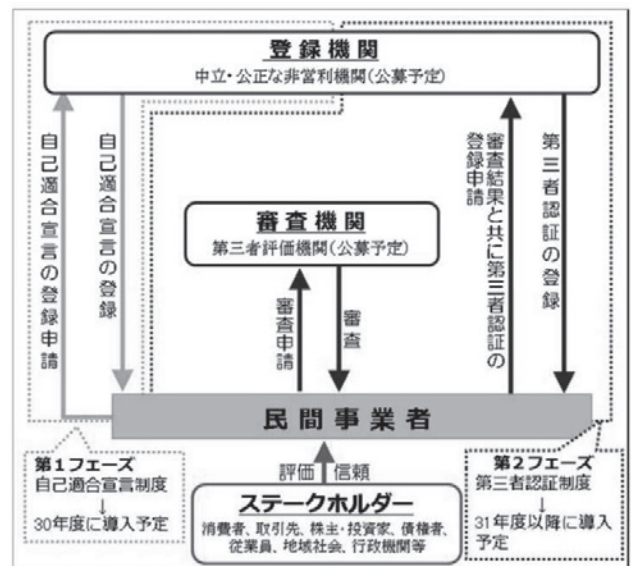 登録機関
中立・公正な非営利機関(公募予定)
自己適合宣言の登録申請
自己適合宣言の登録
審査結果と共に第三者認証の
登録申請
第三者認証の登録
審査機関
第三者評価機関(公募予定)
審査申請
審査
民間事業者
第1フェーズ
自己適合宣言制度
↓
30年度に導入予定
評価 信頼
第2フェーズ
第三者認証制度
↓
31年度以降に導入
予定
ステークホルダー
消費者、取引先、株主・投資家、債権者、
従業員、地域社会、行政機関等